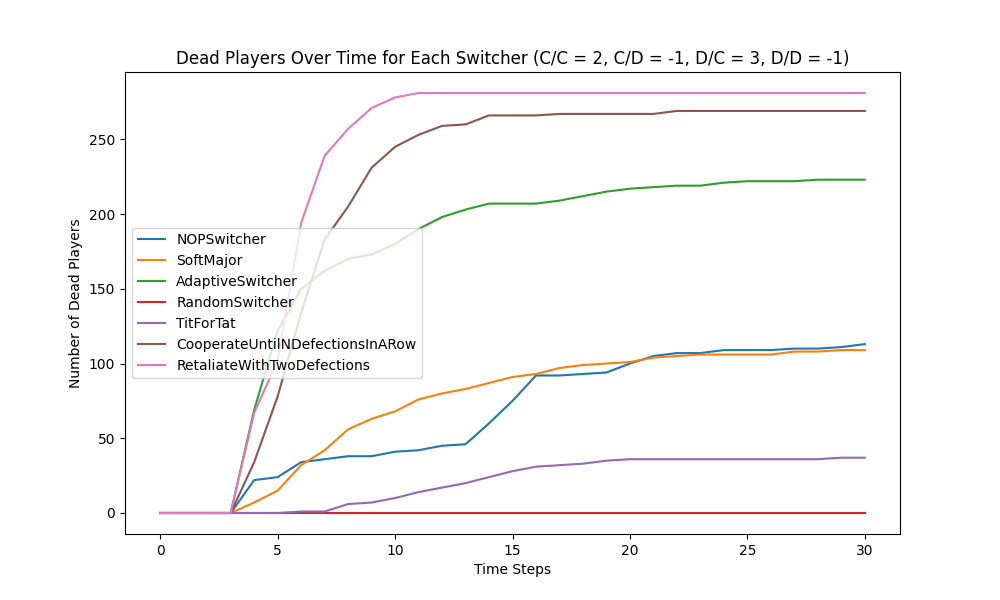 Dead Players Over Time for Each Switcher (C/C = 2, C/D = -1, D/C = 3, D/D = -1)
Number of Dead Players
250
200
150
100
50
0
NOPSwitcher
SoftMajor
AdaptiveSwitcher
RandomSwitcher
TitForTat
CooperateUntilNDefectionsInARow
RetaliateWithTwoDefections
0 5 10 15 20 25 30
Time Steps